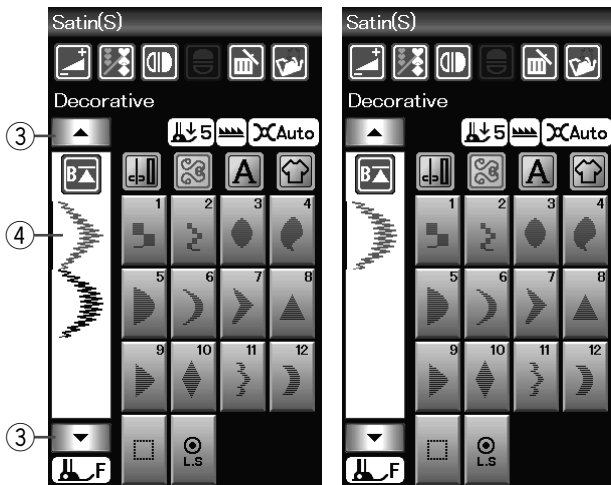 Satin(S)
Decorative
③
5
Auto
B
A
④
1 2 3 4
5 6 7 8
9 10 11 12
③
L.S
F
Satin(S)
Decorative
5
Auto
B
A
1 2 3 4
5 6 7 8
9 10 11 12
L.S
F